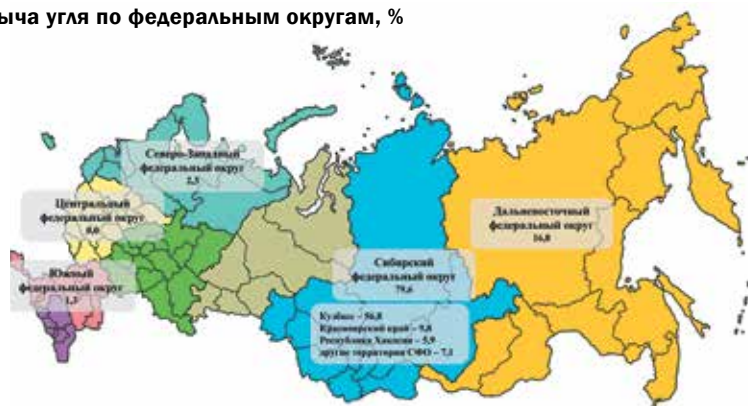 ыча угля по федеральным округам, %
Северо-Западный
федеральный округ
2,3
Центральный
федеральный округ
0,0
Дальневосточный
федеральный округ
16,8
Сибирский
федеральный округ
79,6
Южный
федеральный округ
1,3
Кузбасс – 56,8
Красноярский край – 9,8
Республика Хакасия – 5,9
другие территории СФО – 7,1